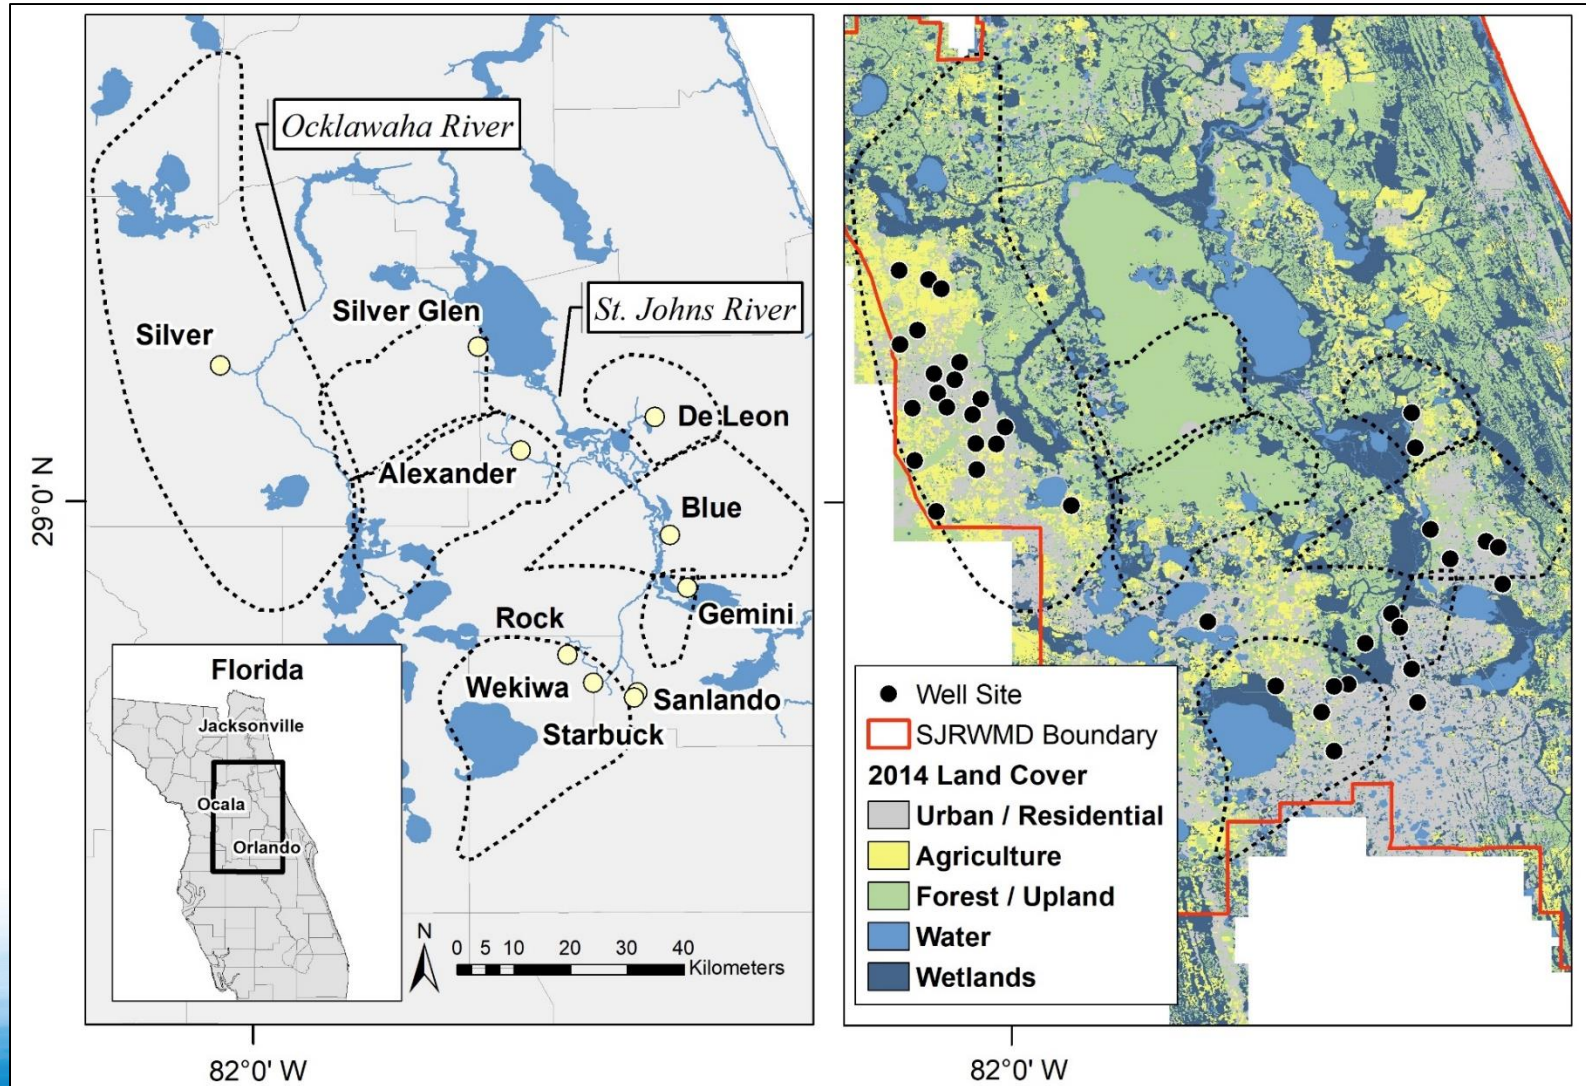 Ocklawaha River
Silver Glen
St. Johns River
Silver
De Leon
Alexander
Blue
29°0' N
Rock
Gemini
Wekiwa
Sanlando
Starbuck
Florida
Jacksonville
Ocala
Orlando
N
0 5 10 20 30 40
Kilometers
82°0' W
Well Site
SJRWMD Boundary
2014 Land Cover
Urban / Residential
Agriculture
Forest / Upland
Water
Wetlands
82°0' W